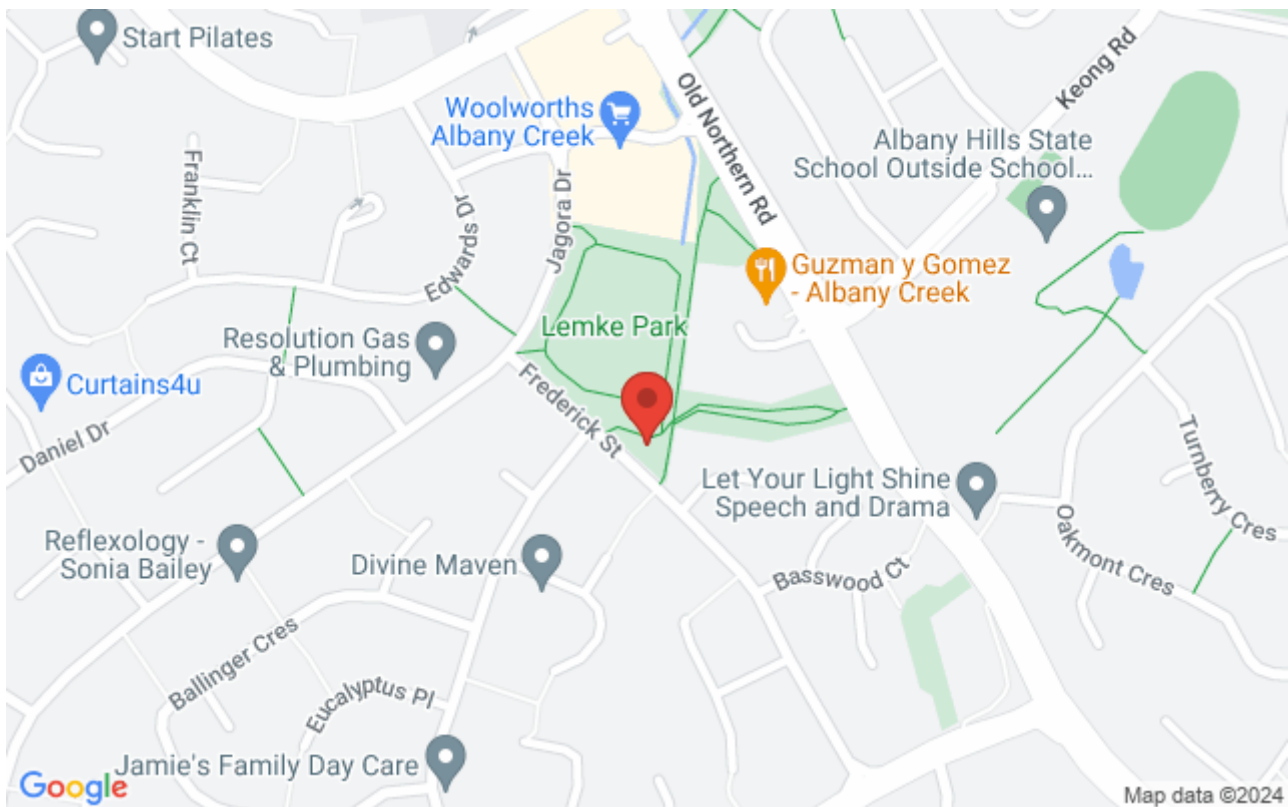 Start Pilates
Woolworths
Albany Creek
Old Northern Rd
Keong Rd
Albany Hills State
School Outside School...
Franklin Ct
Edwards Dr
Jagora Dr
Guzman y Gomez
- Albany Creek
Lemke Park
Resolution Gas
& Plumbing
Curtains4u
Daniel Dr
Frederick St
Turnberry Cres
Let Your Light Shine
Speech and Drama
Oakmont Cres
Reflexology -
Sonia Bailey
Divine Maven
Basswood Ct
Ballinger Cres
Eucalyptus Pl
Jamie's Family Day Care
Google
Map data ©2024